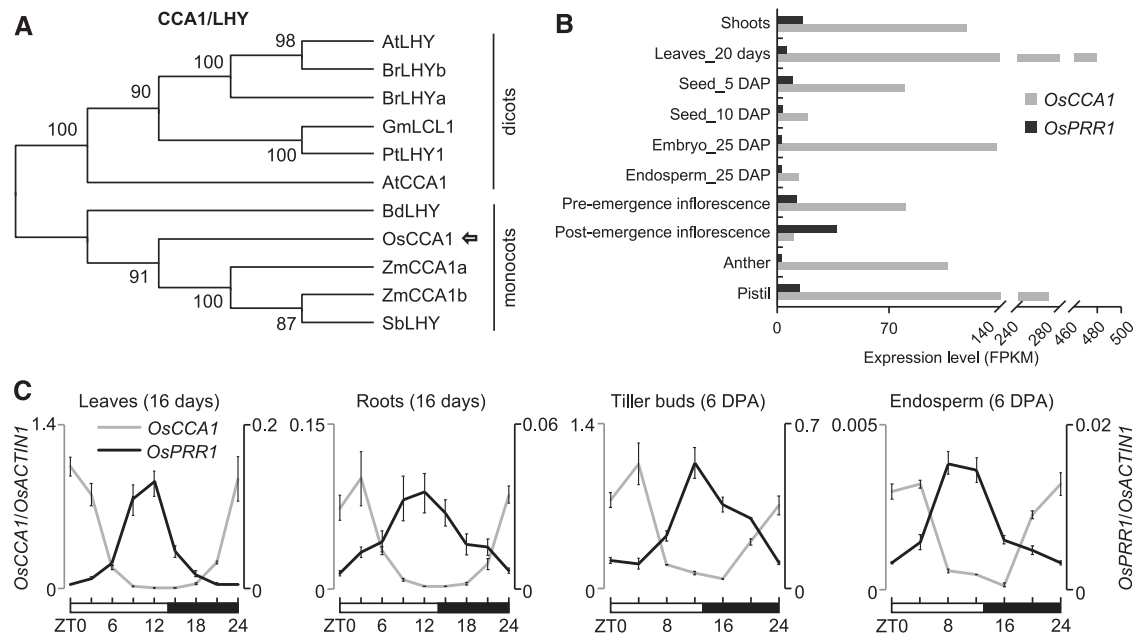 A
CCA1/LHY
AtLHY
BrLHYb
BrLHYa
GmLCL1
PtLHY1
AtCCA1
BdLHY
OsCCA1
ZmCCA1a
ZmCCA1b
SbLHY
98
100
90
100
100
91
100
87
dicots
monocots
B
Shoots
Leaves_20 days
Seed_5 DAP
Seed_10 DAP
Embryo_25 DAP
Endosperm_25 DAP
Pre-emergence inflorescence
Post-emergence inflorescence
Anther
Pistil
OsCCA1
OsPRR1
0 70 140 240 280 460 480 500
Expression level (FPKM)
C
OsCCA1/OsACTIN1
Leaves (16 days)
OsCCA1
OsPRR1
1.4
0
0.2
0
ZT0 6 12 18 24
Roots (16 days)
0.15
0
0.06
0
ZT0 6 12 18 24
Tiller buds (6 DPA)
1.4
0
0.7
0
ZT0 8 16 24
Endosperm (6 DPA)
0.005
0
0.02
0
ZT0 8 16 24
OsPRR1/OsACTIN1